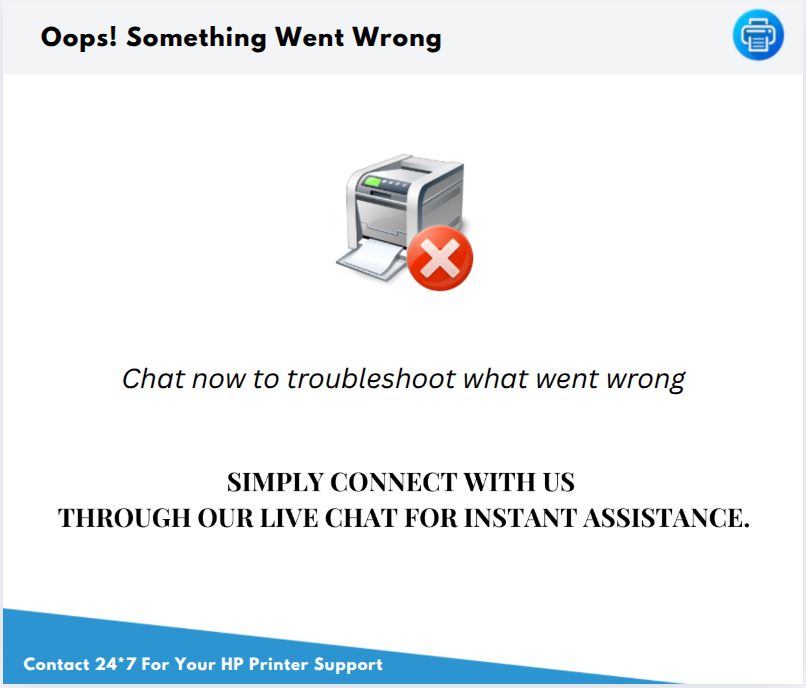 Oops! Something Went Wrong
Chat now to troubleshoot what went wrong
SIMPLY CONNECT WITH US
THROUGH OUR LIVE CHAT FOR INSTANT ASSISTANCE.
Contact 24*7 For Your HP Printer Support